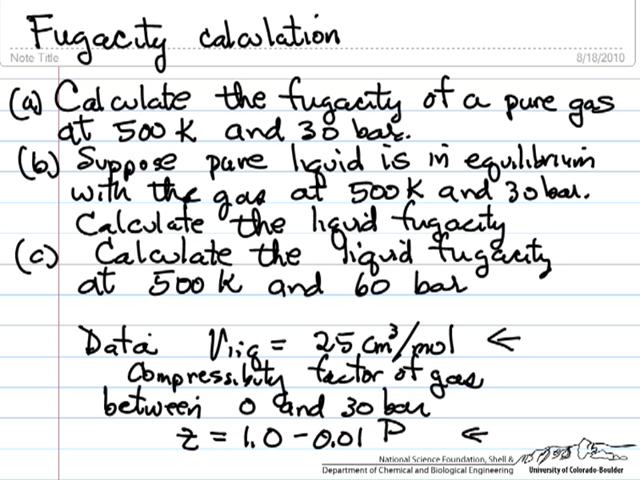 Fugacity calculation
Note Title
8/18/2010
(a) Calculate the fugacity of a pure gas
at 500 K and 30 bar.
(b) Suppose pure liquid is in equilibrium
with the gas at 500 K and 30 bar.
Calculate the liquid fugacity
(c) Calculate the liquid fugacity
at 500 K and 60 bar
Data: Vliq = 25 cm³/mol ←
Compressibility factor of gas
between 0 and 30 bar
z = 1.0 - 0.01 P ←
National Science Foundation, Shell &
Department of Chemical and Biological Engineering
University of Colorado-Boulder